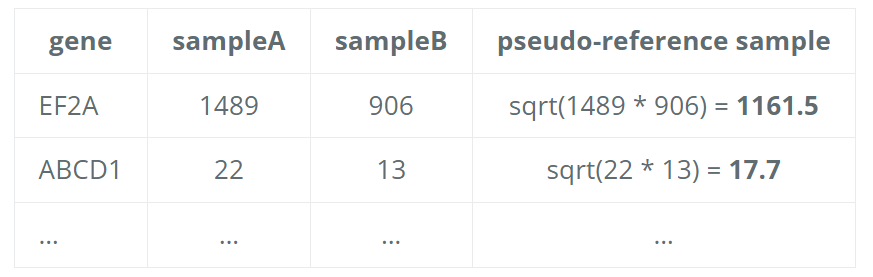 gene sampleA sampleB pseudo-reference sample
EF2A 1489 906 sqrt(1489 * 906) = 1161.5
ABCD1 22 13 sqrt(22 * 13) = 17.7
... ... ... ...